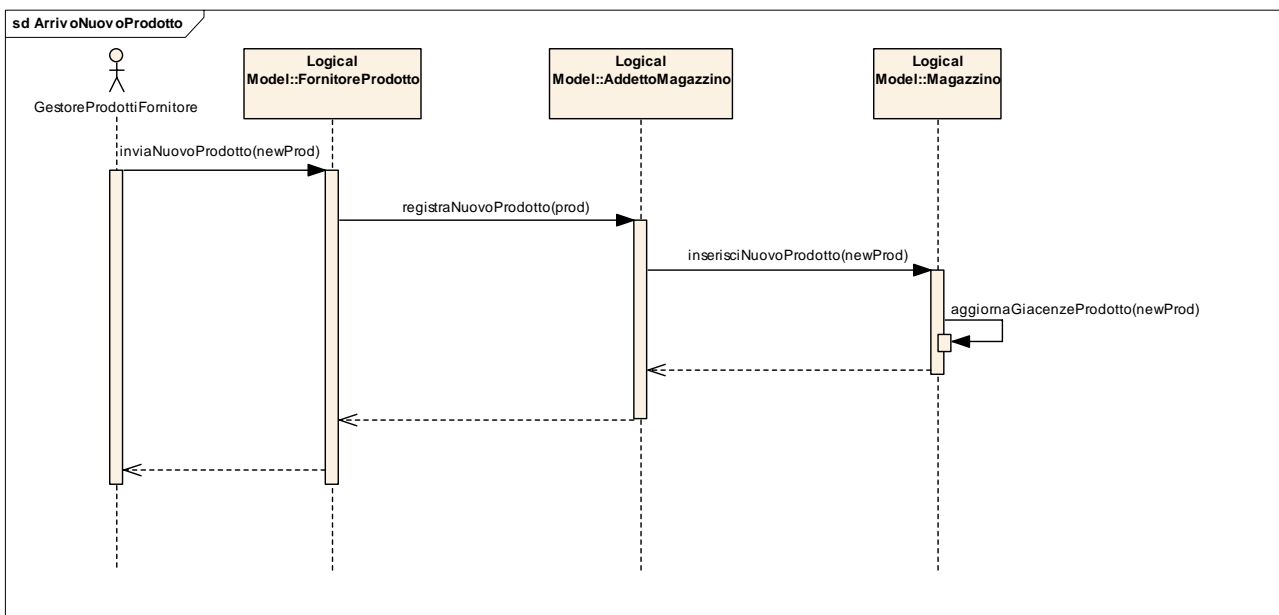 sd ArrivoNuovoProdotto
GestoreProdottiFornitore
Logical
Model::FornitoreProdotto
Logical
Model::AddettoMagazzino
Logical
Model::Magazzino
inviaNuovoProdotto(newProd)
registraNuovoProdotto(prod)
inserisciNuovoProdotto(newProd)
aggiornaGiacenzeProdotto(newProd)